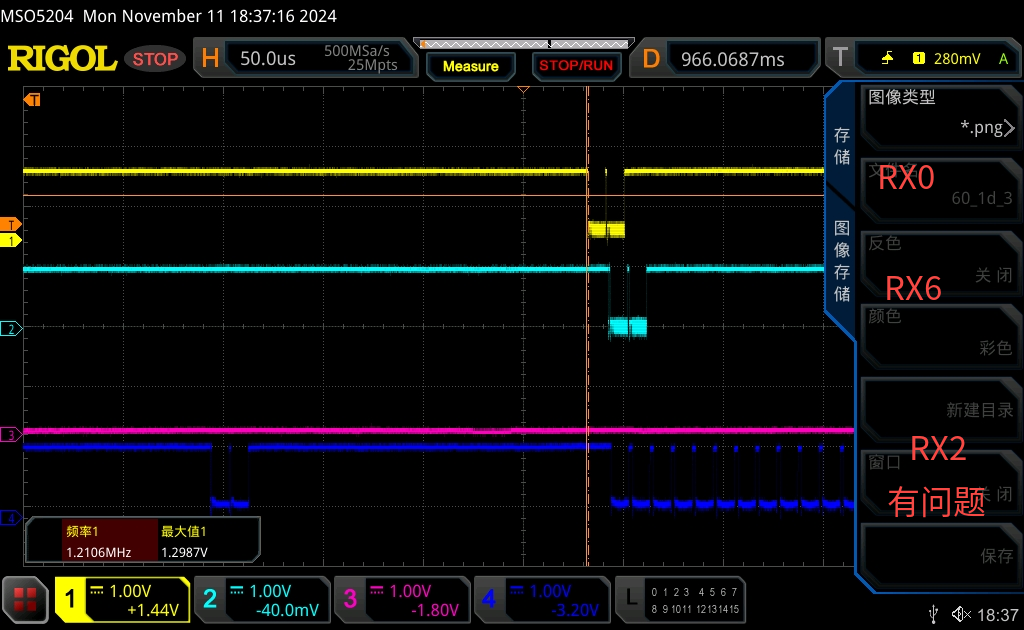 MSO5204 Mon November 11 18:37:16 2024
RIGOL STOP H 50.0us 500MSa/s 25Mpts Measure STOP/RUN D 966.0687ms T 1 280mV A
T
存储
图像存储
图像类型
*.png
文件名
60_1d_3
RX0
反色
关闭
RX6
颜色
彩色
新建目录
RX2
窗口
关闭
有问题
保存
T
1
2
3
4
频率1 最大值1
1.2106MHz 1.2987V
1 1.00V +1.44V
2 1.00V -40.0mV
3 1.00V -1.80V
4 1.00V -3.20V
L 0 1 2 3 4 5 6 7
8 9 10 11 12 13 14 15
18:37